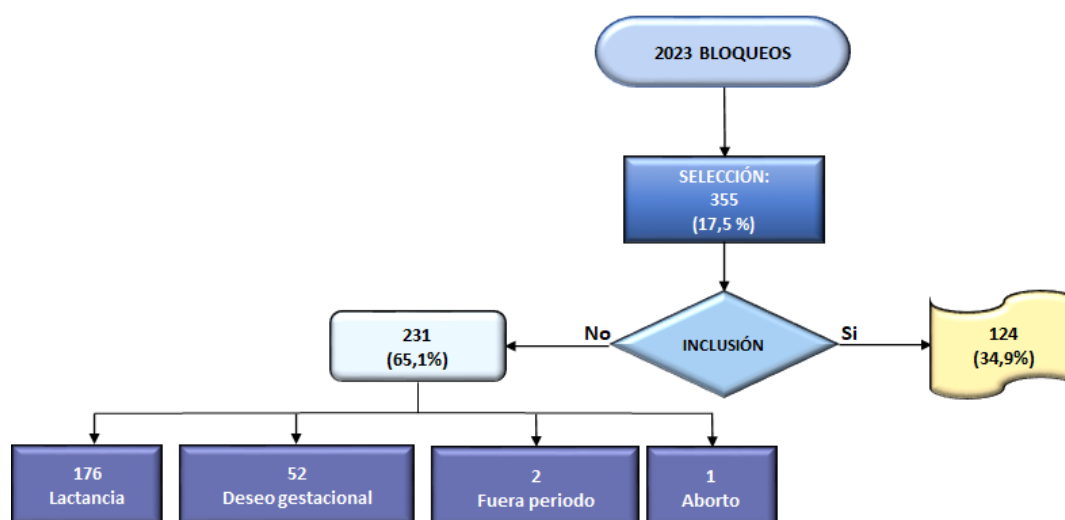 2023 BLOQUEOS
SELECCIÓN:
355
(17,5 %)
INCLUSIÓN
No
Si
231
(65,1%)
124
(34,9%)
176
Lactancia
52
Deseo gestacional
2
Fuera periodo
1
Aborto